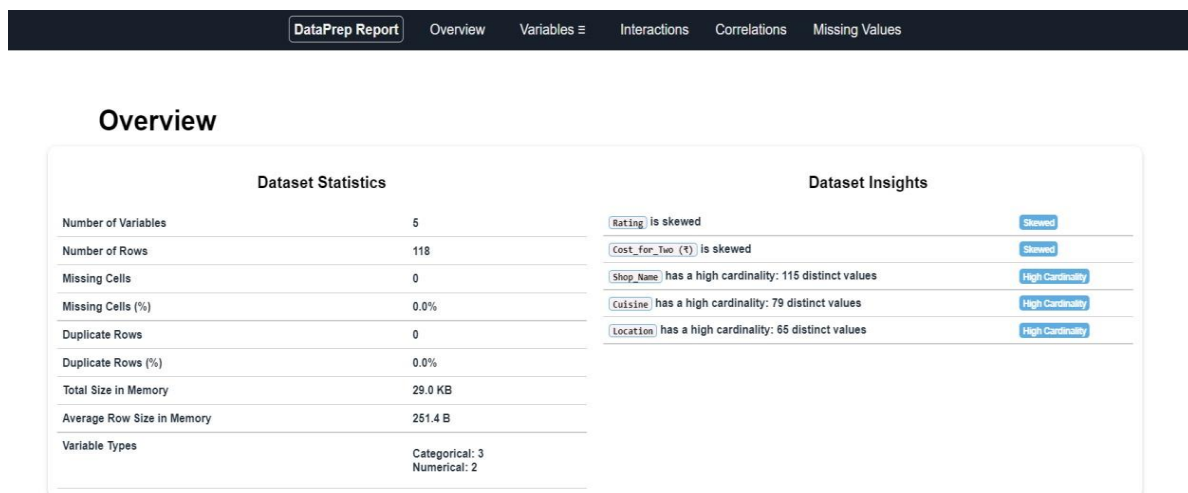 DataPrep Report Overview Variables ≡ Interactions Correlations Missing Values
Overview
Dataset Statistics
Number of Variables 5
Number of Rows 118
Missing Cells 0
Missing Cells (%) 0.0%
Duplicate Rows 0
Duplicate Rows (%) 0.0%
Total Size in Memory 29.0 KB
Average Row Size in Memory 251.4 B
Variable Types Categorical: 3
Numerical: 2
Dataset Insights
Rating is skewed Skewed
Cost_for_Two (₹) is skewed Skewed
Shop_Name has a high cardinality: 115 distinct values High Cardinality
Cuisine has a high cardinality: 79 distinct values High Cardinality
Location has a high cardinality: 65 distinct values High Cardinality